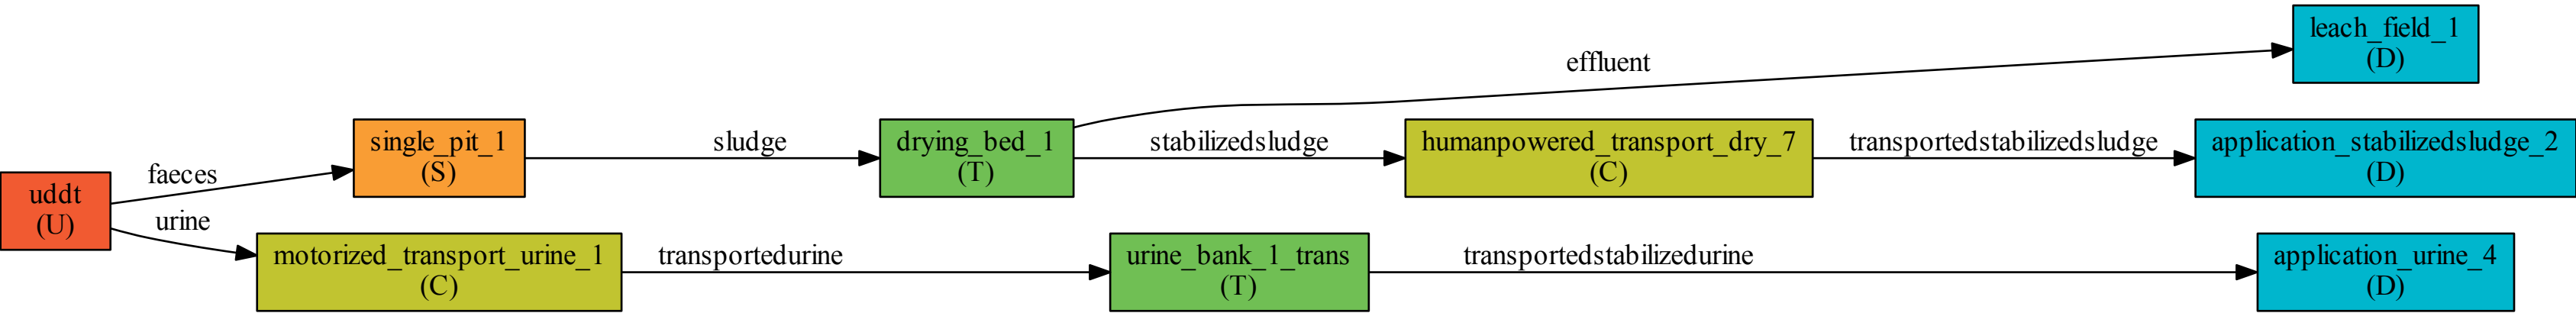 leach_field_1
(D)
effluent
single_pit_1
(S)
sludge
drying_bed_1
(T)
stabilizedsludge
humanpowered_transport_dry_7
(C)
transportedstabilizedsludge
application_stabilizedsludge_2
(D)
faeces
uddt
(U)
urine
motorized_transport_urine_1
(C)
transportedurine
urine_bank_1_trans
(T)
transportedstabilizedurine
application_urine_4
(D)